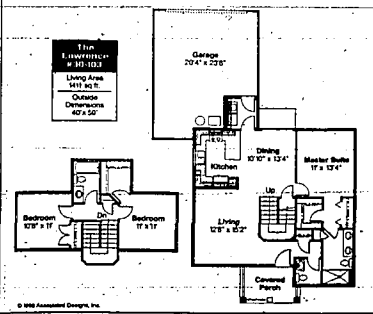 The
Lawrence
#30-103
Living Area
1411 sq ft.
Outside
Dimensions
40' x 50'
Garage
20'4" x 23'8"
Kitchen
Dining
10'10" x 13'4"
Master Suite
11' x 13'4"
Up
Living
12'8" x 15'2"
Covered
Porch
Bedroom
10'8" x 11'
Dn
Bedroom
11' x 11'
Associated Designs, Inc.